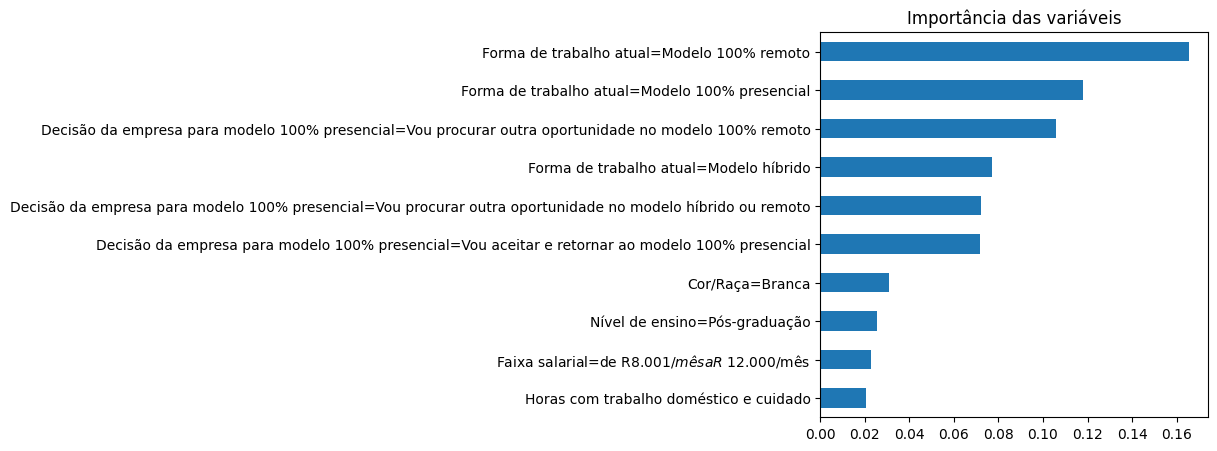 Importância das variáveis
Forma de trabalho atual=Modelo 100% remoto
Forma de trabalho atual=Modelo 100% presencial
Decisão da empresa para modelo 100% presencial=Vou procurar outra oportunidade no modelo 100% remoto
Forma de trabalho atual=Modelo híbrido
Decisão da empresa para modelo 100% presencial=Vou procurar outra oportunidade no modelo híbrido ou remoto
Decisão da empresa para modelo 100% presencial=Vou aceitar e retornar ao modelo 100% presencial
Cor/Raça=Branca
Nível de ensino=Pós-graduação
Faixa salarial=de R8.001/mêsaR 12.000/mês
Horas com trabalho doméstico e cuidado
0.00 0.02 0.04 0.06 0.08 0.10 0.12 0.14 0.16